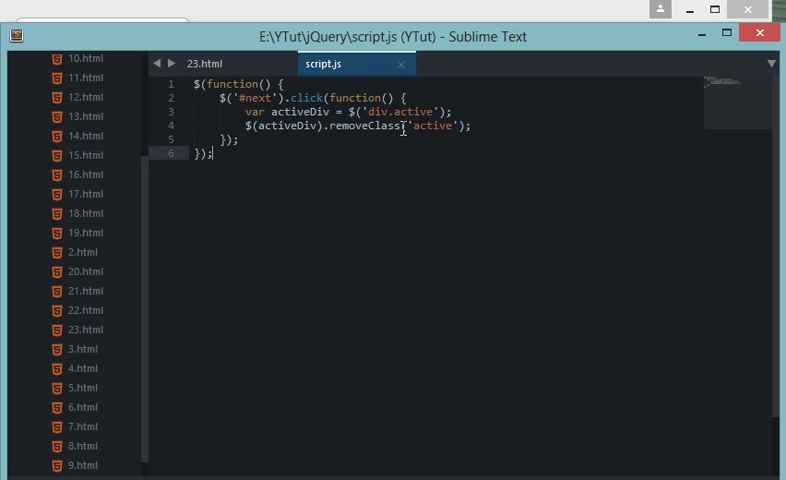 E:\YTut\jQuery\script.js (YTut) - Sublime Text
23.html
script.js
10.html
11.html
12.html
13.html
14.html
15.html
16.html
17.html
18.html
19.html
2.html
20.html
21.html
22.html
23.html
3.html
4.html
5.html
6.html
7.html
8.html
9.html
1 $(function() {
2 $('#next').click(function() {
3 var activeDiv = $('div.active');
4 $(activeDiv).removeClass('active');
5 });
6 });